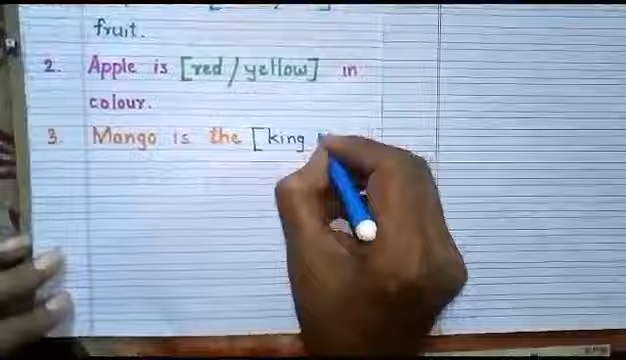 fruit.
2. Apple is [red/yellow] in
colour.
3. Mango is the [king